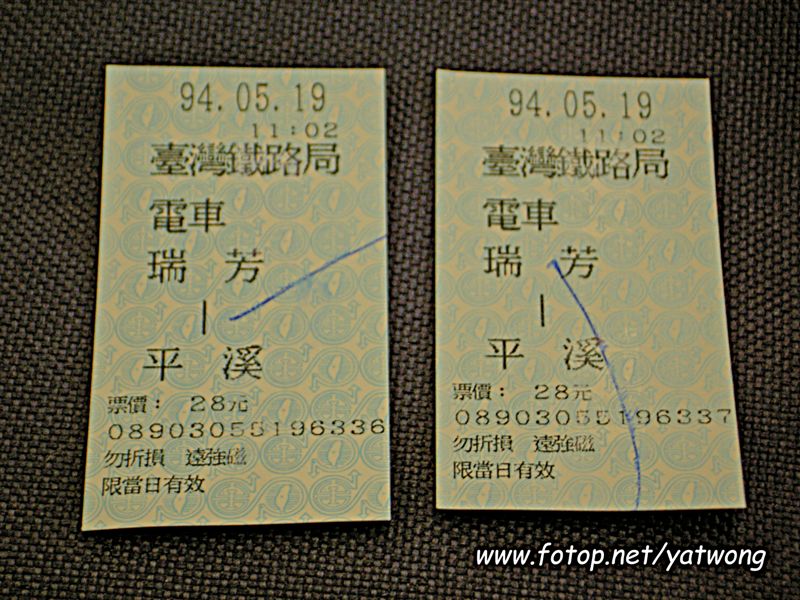 94.05.19
11:02
臺灣鐵路局
電車
瑞 芳
|
平 溪
票價: 28元
08903055196336
勿折損 遠強磁
限當日有效
94.05.19
11:02
臺灣鐵路局
電車
瑞 芳
|
平 溪
票價: 28元
08903055196337
勿折損 遠強磁
限當日有效
www.fotop.net/yatwong